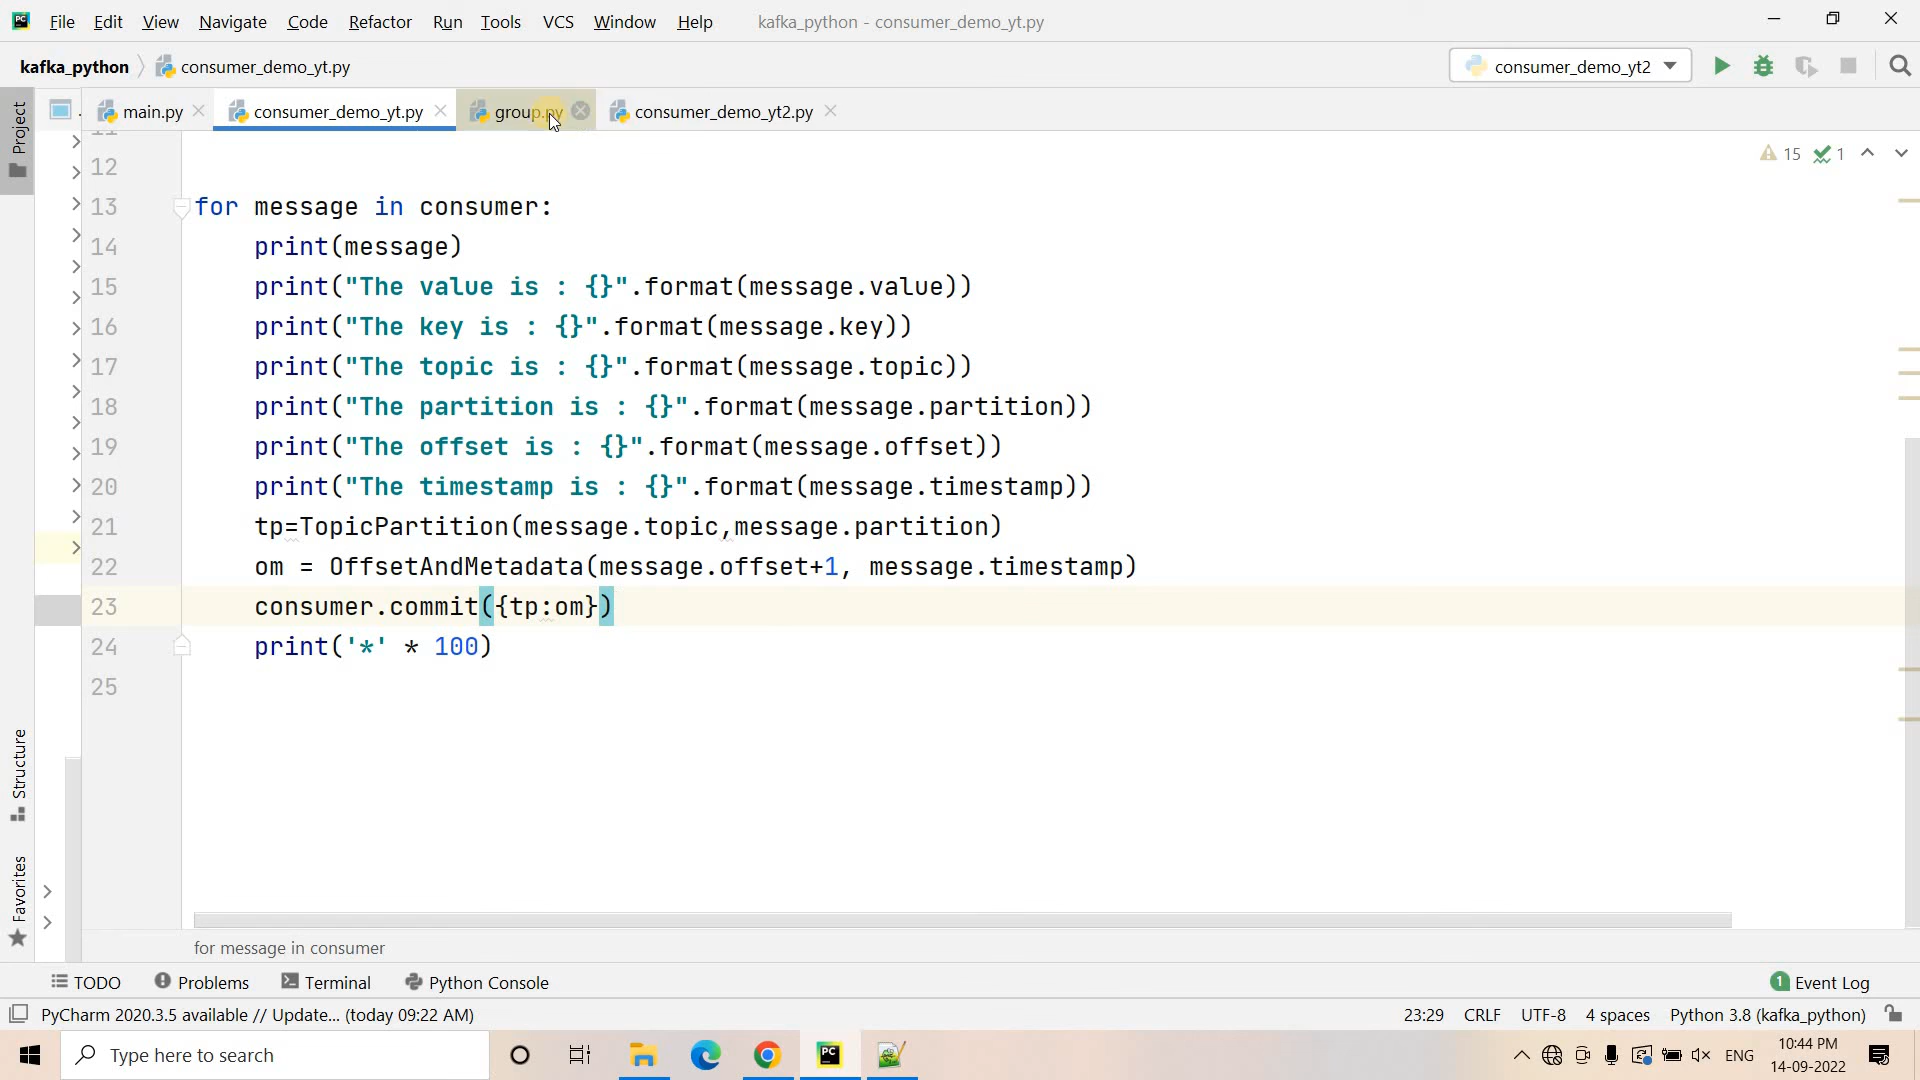 File Edit View Navigate Code Refactor Run Tools VCS Window Help kafka_python - consumer_demo_yt.py
kafka_python consumer_demo_yt.py consumer_demo_yt2
main.py consumer_demo_yt.py group.py consumer_demo_yt2.py
Project
Structure
Favorites
15 1
12
13 for message in consumer:
14 print(message)
15 print("The value is : {}".format(message.value))
16 print("The key is : {}".format(message.key))
17 print("The topic is : {}".format(message.topic))
18 print("The partition is : {}".format(message.partition))
19 print("The offset is : {}".format(message.offset))
20 print("The timestamp is : {}".format(message.timestamp))
21 tp=TopicPartition(message.topic,message.partition)
22 om = OffsetAndMetadata(message.offset+1, message.timestamp)
23 consumer.commit({tp:om})
24 print('*' * 100)
25
for message in consumer
TODO Problems Terminal Python Console 1 Event Log
PyCharm 2020.3.5 available // Update... (today 09:22 AM) 23:29 CRLF UTF-8 4 spaces Python 3.8 (kafka_python)
Type here to search PC ENG 10:44 PM
14-09-2022